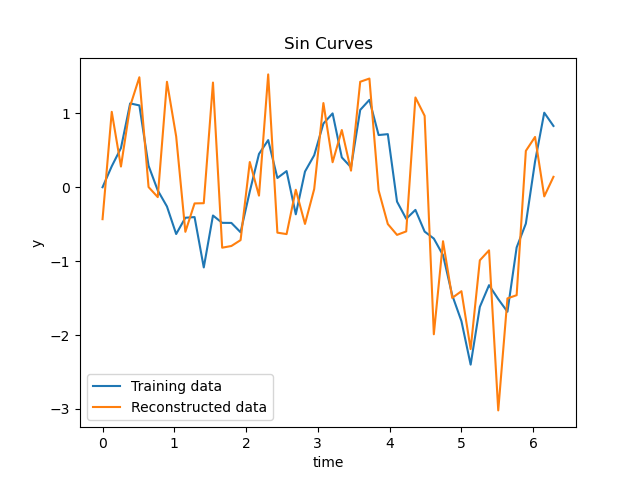 Sin Curves
y
1
0
−1
−2
−3
Training data
Reconstructed data
0 1 2 3 4 5 6
time